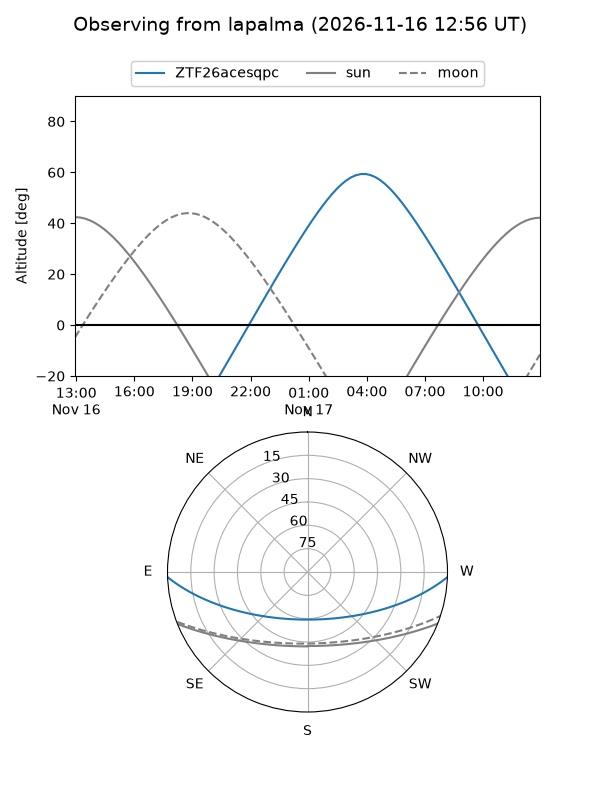 Observing from lapalma (2026-11-16 12:56 UT)
ZTF26acesqpc sun moon
Altitude [deg]
80
60
40
20
0
−20
13:00 16:00 19:00 22:00 01:00 04:00 07:00 10:00
Nov 16 Nov 17
N
NE NW
15
30
45
60
75
E W
SE SW
S